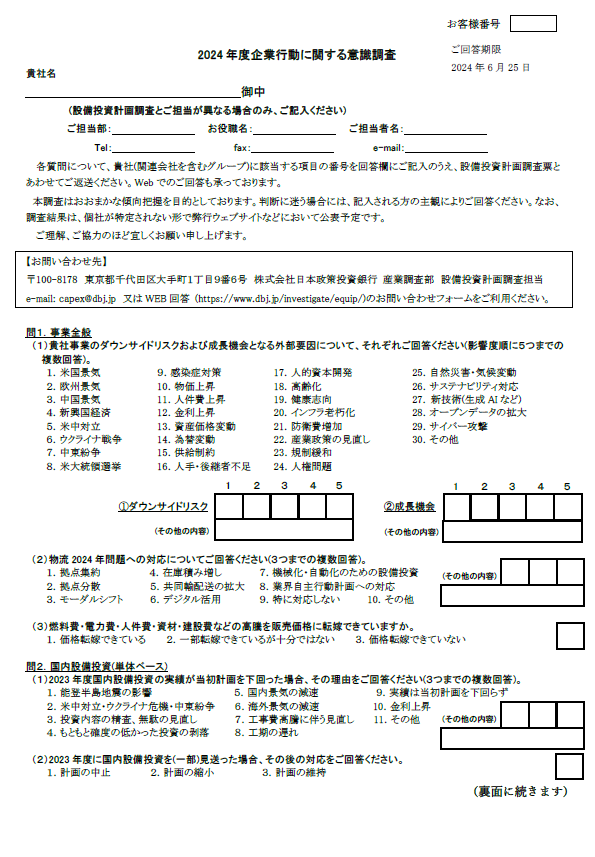 お客様番号
2024 年度企業行動に関する意識調査
ご回答期限
2024 年 6 月 25 日
貴社名
御中
(設備投資計画調査とご担当が異なる場合のみ、ご記入ください)
ご担当部: お役職名: ご担当者名:
Tel: fax: e-mail:
各質問について、貴社(関連会社を含むグループ)に該当する項目の番号を回答欄にご記入のうえ、設備投資計画調査票と
あわせてご返送ください。Web でのご回答も承っております。
本調査はおおまかな傾向把握を目的としております。判断に迷う場合には、記入される方の主観によりご回答ください。なお、
調査結果は、個社が特定されない形で弊行ウェブサイトなどにおいて公表予定です。
ご理解、ご協力のほど宜しくお願い申し上げます。
【お問い合わせ先】
〒100-8178 東京都千代田区大手町1丁目9番6号 株式会社日本政策投資銀行 産業調査部 設備投資計画調査担当
e-mail: capex@dbj.jp 又は WEB 回答 (https://www.dbj.jp/investigate/equip/)のお問い合わせフォームをご利用ください。
問1. 事業全般
(1)貴社事業のダウンサイドリスクおよび成長機会となる外部要因について、それぞれご回答ください(影響度順に5つまでの
複数回答)。
1. 米国景気 9. 感染症対策 17. 人的資本開発 25. 自然災害・気候変動
2. 欧州景気 10. 物価上昇 18. 高齢化 26. サステナビリティ対応
3. 中国景気 11. 人件費上昇 19. 健康志向 27. 新技術(生成 AI など)
4. 新興国経済 12. 金利上昇 20. インフラ老朽化 28. オープンデータの拡大
5. 米中対立 13. 資産価格変動 21. 防衛費増加 29. サイバー攻撃
6. ウクライナ戦争 14. 為替変動 22. 産業政策の見直し 30. その他
7. 中東紛争 15. 供給制約 23. 規制緩和
8. 米大統領選挙 16. 人手・後継者不足 24. 人権問題
1 2 3 4 5 1 2 3 4 5
①ダウンサイドリスク ②成長機会
(その他の内容) (その他の内容)
(2)物流 2024 年問題への対応についてご回答ください(3つまでの複数回答)。
1. 拠点集約 4. 在庫積み増し 7. 機械化・自動化のための設備投資
2. 拠点分散 5. 共同輸配送の拡大 8. 業界自主行動計画への対応
3. モーダルシフト 6. デジタル活用 9. 特に対応しない 10. その他
(その他の内容)
(3)燃料費・電力費・人件費・資材・建設費などの高騰を販売価格に転嫁できていますか。
1. 価格転嫁できている 2. 一部転嫁できているが十分ではない 3. 価格転嫁できていない
問2. 国内設備投資(単体ベース)
(1)2023 年度国内設備投資の実績が当初計画を下回った場合、その理由をご回答ください(3つまでの複数回答)。
1. 能登半島地震の影響 5. 国内景気の減速 9. 実績は当初計画を下回らず
2. 米中対立・ウクライナ危機・中東紛争 6. 海外景気の減速 10. 金利上昇
3. 投資内容の精査、無駄の見直し 7. 工事費高騰に伴う見直し 11. その他
4. もともと確度の低かった投資の剥落 8. 工期の遅れ
(その他の内容)
(2)2023 年度に国内設備投資を(一部)見送った場合、その後の対応をご回答ください。
1. 計画の中止 2. 計画の縮小 3. 計画の維持
(裏面に続きます)